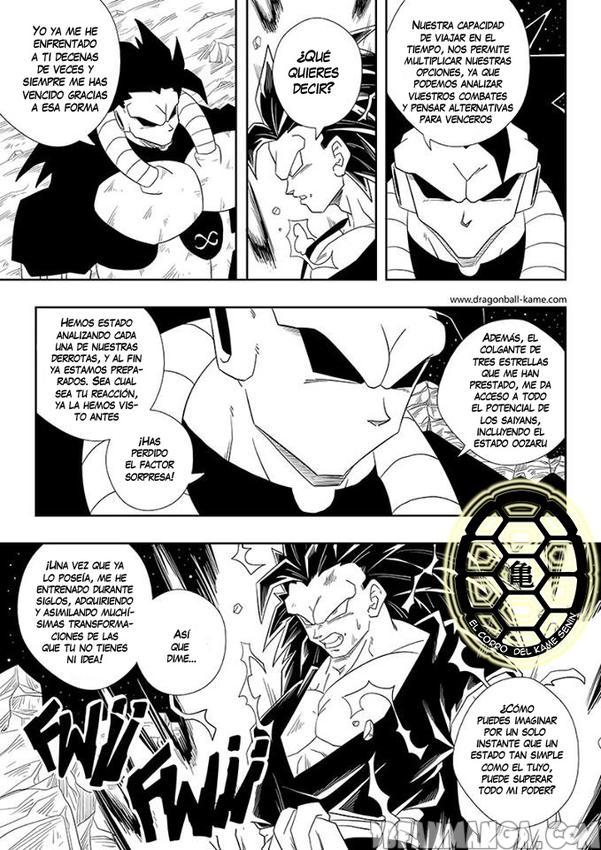 YO YA ME HE
ENFRENTADO
A TI DECENAS
DE VECES Y
SIEMPRE ME HAS
VENCIDO GRACIAS
A ESA FORMA
¿QUÉ
QUIERES
DECIR?
NUESTRA CAPACIDAD
DE VIAJAR EN EL
TIEMPO, NOS PERMITE
MULTIPLICAR NUESTRAS
OPCIONES, YA QUE
PODEMOS ANALIZAR
VUESTROS COMBATES
Y PENSAR ALTERNATIVAS
PARA VENCEROS
www.dragonball-kame.com
HEMOS ESTADO
ANALIZANDO CADA
UNA DE NUESTRAS
DERROTAS, Y AL FIN
YA ESTAMOS PREPA-
RADOS. SEA CUAL
SEA TU REACCIÓN,
YA LA HEMOS VIS-
TO ANTES
¡HAS
PERDIDO
EL FACTOR
SORPRESA!
ADEMÁS, EL
COLGANTE DE
TRES ESTRELLAS
QUE ME HAN
PRESTADO, ME DA
ACCESO A TODO
EL POTENCIAL DE
LOS SAIYANS,
INCLUYENDO EL
ESTADO OOZARU
亀
EL CORRO DEL KAME SENIN
¡UNA VEZ QUE YA
LO POSEÍA, ME HE
ENTRENADO DURANTE
SIGLOS, ADQUIRIENDO
Y ASIMILANDO MUCHÍ-
SIMAS TRANSFORMA-
CIONES DE LAS
QUE TU NO TIENES
NI IDEA!
ASÍ
QUE
DIME...
FWIII
FWIII
¿CÓMO
PUEDES IMAGINAR
POR UN SOLO
INSTANTE QUE UN
ESTADO TAN SIMPLE
COMO EL TUYO,
PUEDE SUPERAR
TODO MI PODER?